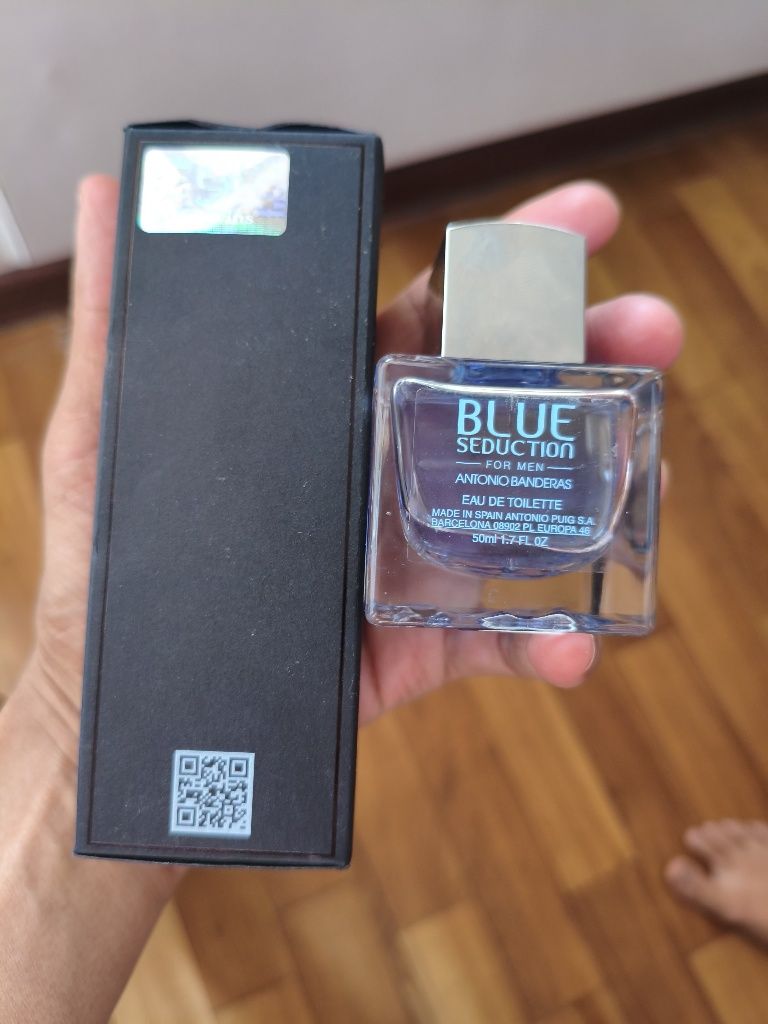 BLUE
SEDUCTION
FOR MEN
ANTONIO BANDERAS
EAU DE TOILETTE
MADE IN SPAIN ANTONIO PUIG S.A.
BARCELONA 08902 PL EUROPA 46
50ml 1.7 FL OZ